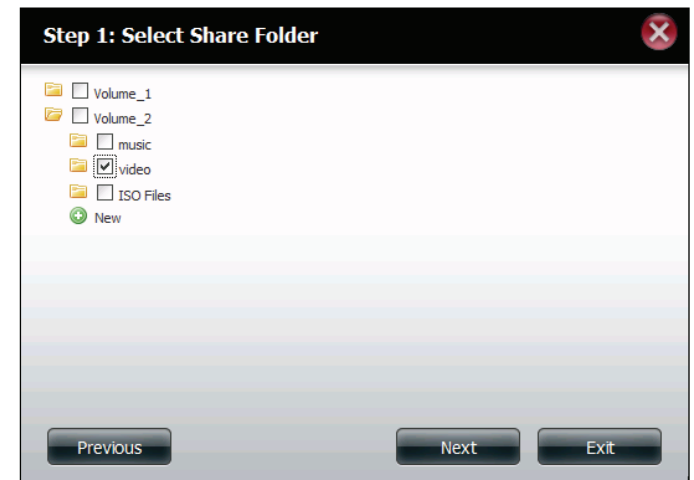 Step 1: Select Share Folder
Volume_1
Volume_2
music
video
ISO Files
New
Previous Next Exit